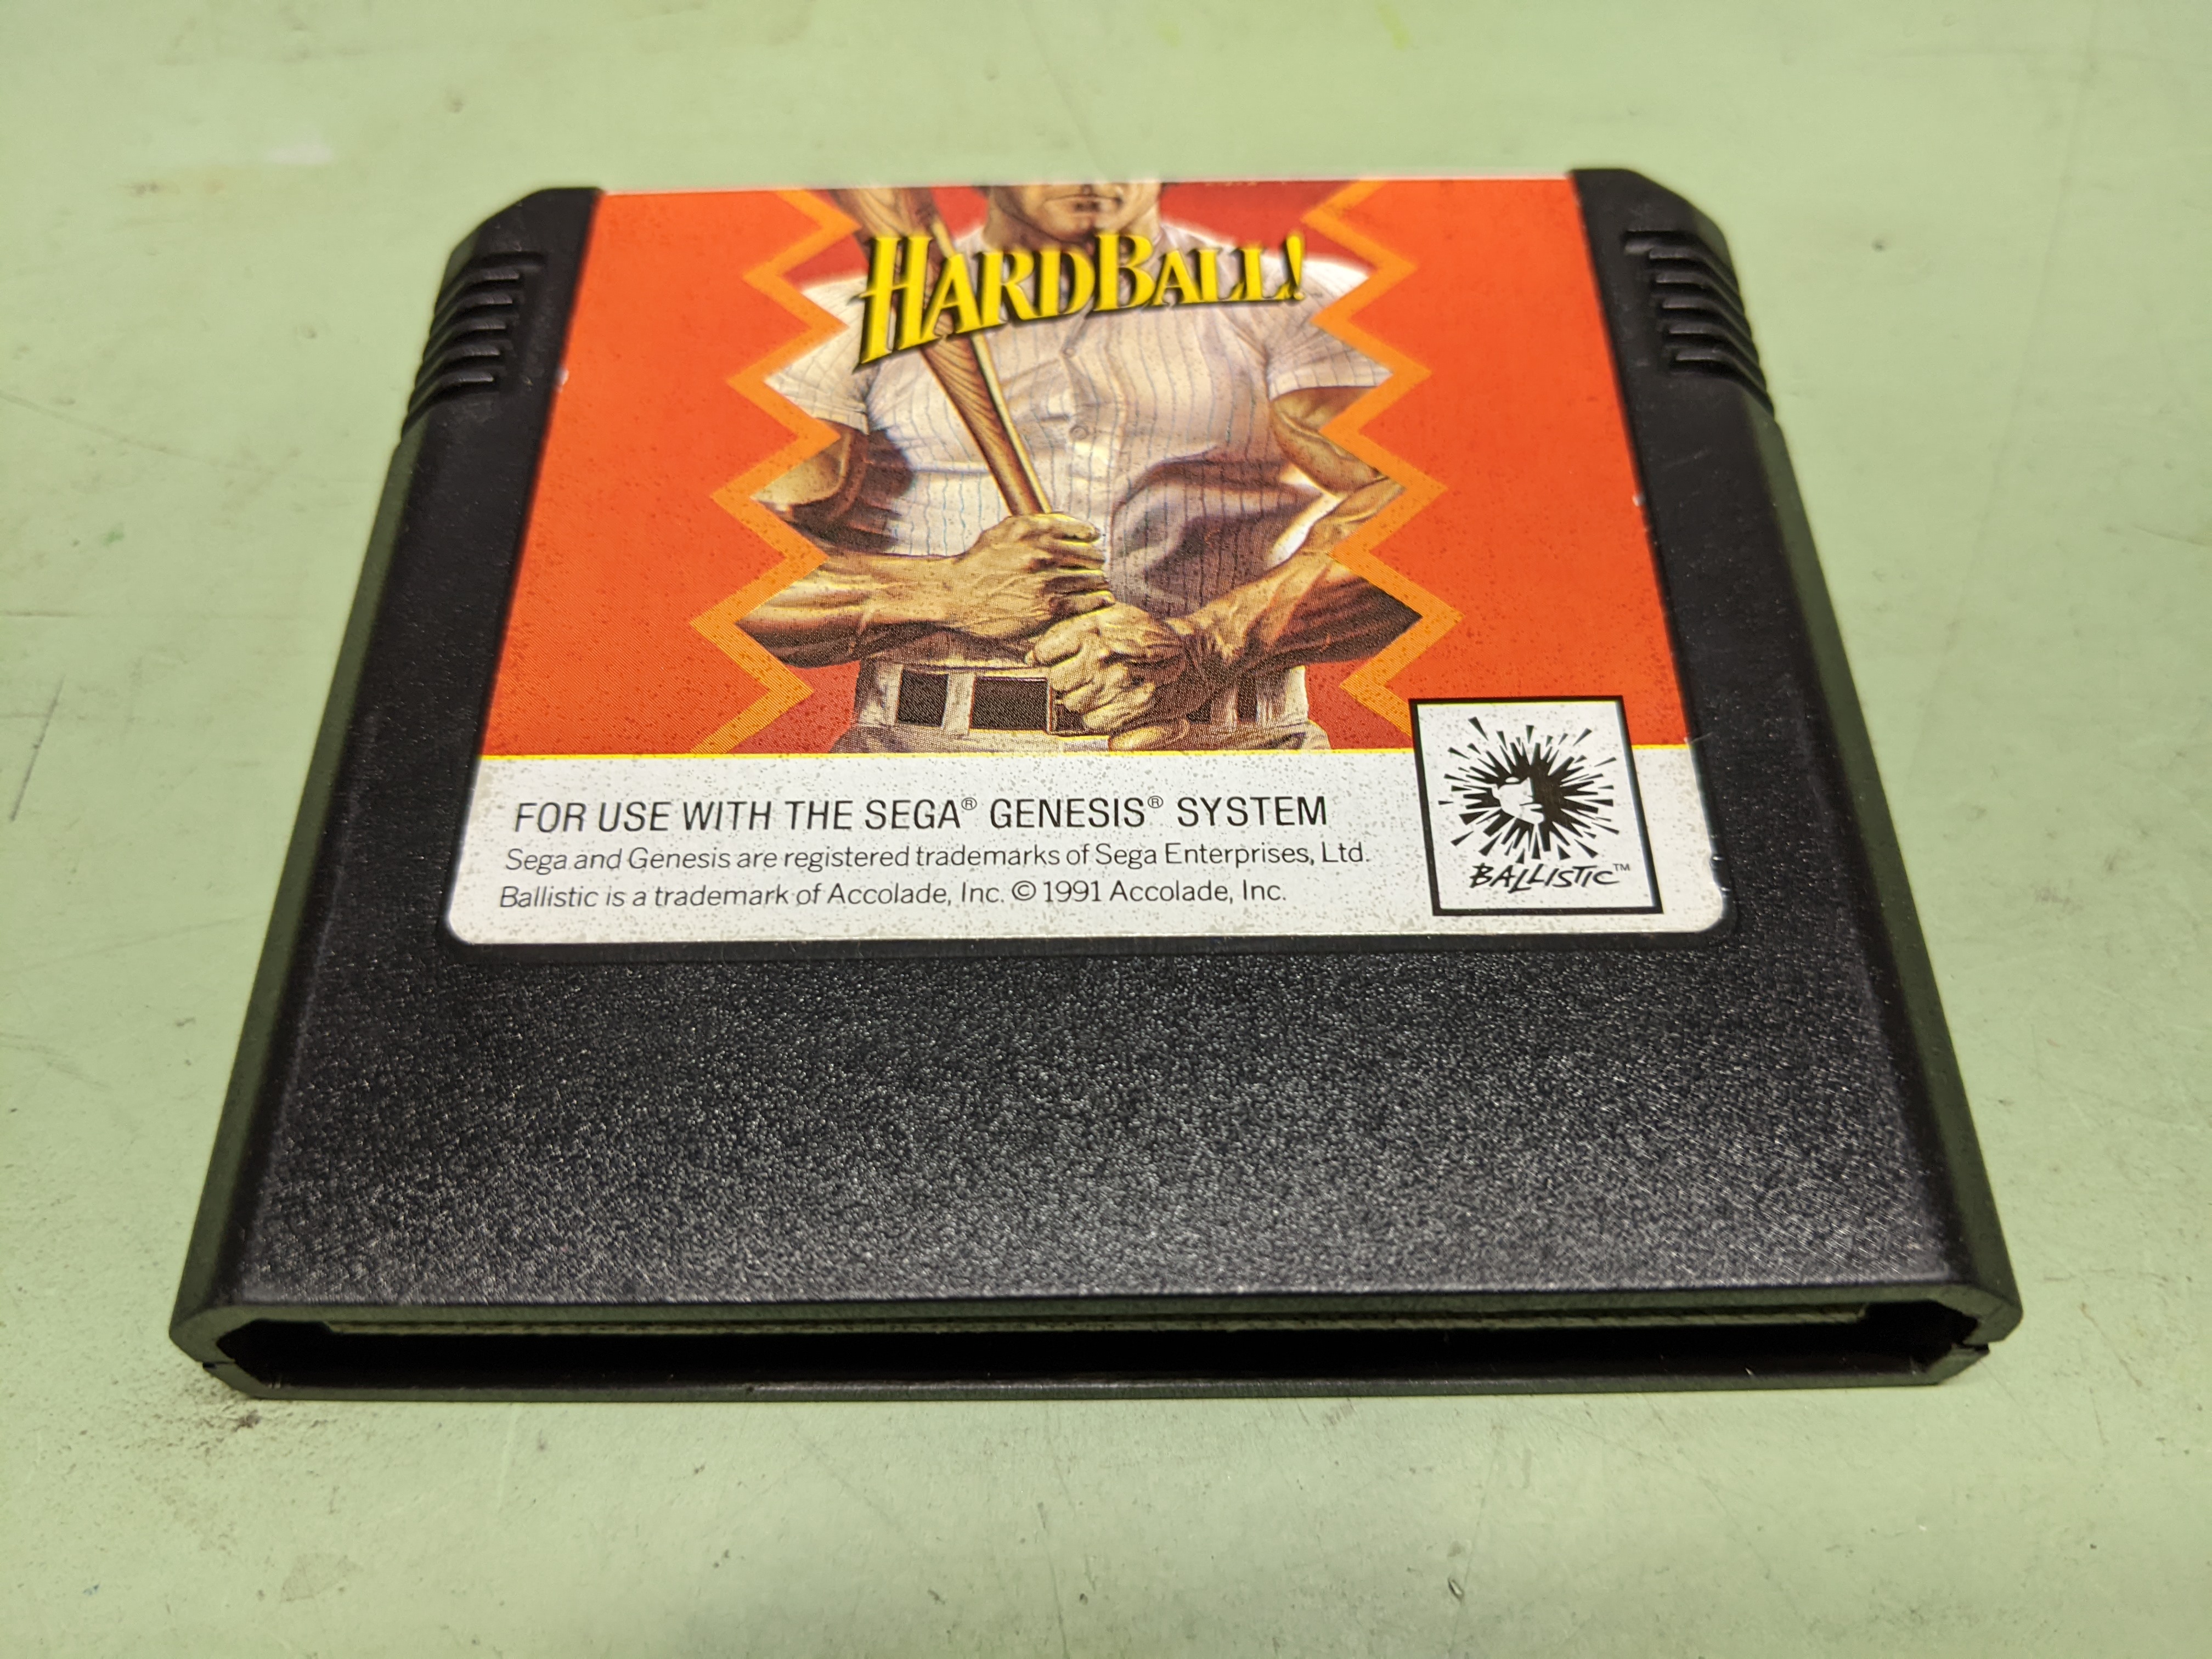 HARDBALL!
FOR USE WITH THE SEGA® GENESIS® SYSTEM
Sega and Genesis are registered trademarks of Sega Enterprises, Ltd.
Ballistic is a trademark of Accolade, Inc. © 1991 Accolade, Inc.
BALLISTIC™